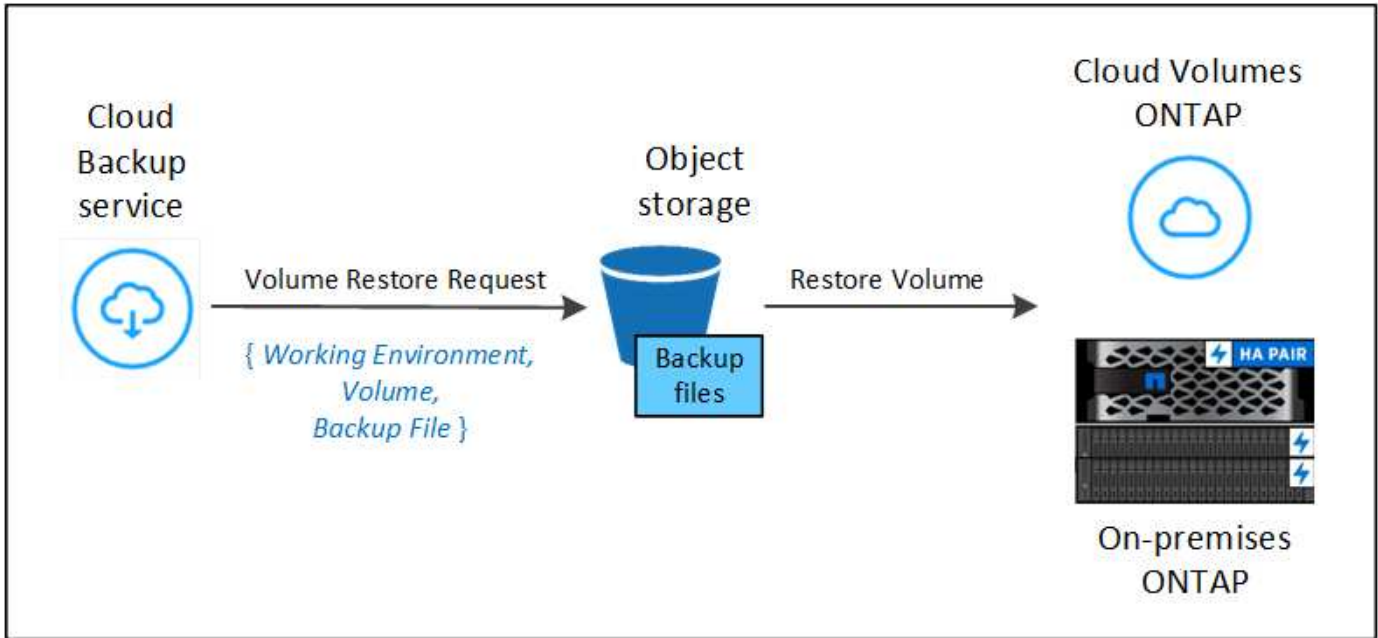 Cloud
Backup
service
Volume Restore Request
{ Working Environment,
Volume,
Backup File }
Object
storage
Backup
files
Restore Volume
Cloud Volumes
ONTAP
HA PAIR
On-premises
ONTAP